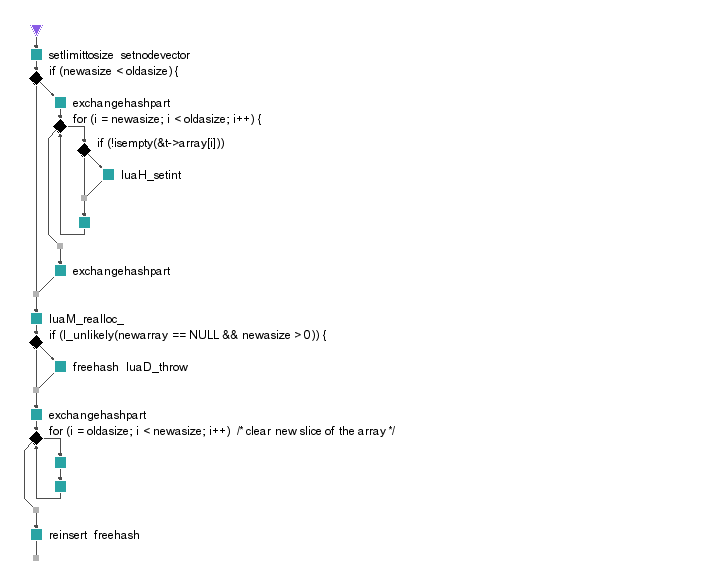 setlimittosize setnodevector
if (newasize < oldasize) {
exchangehashpart
for (i = newasize; i < oldasize; i++) {
if (!isempty(&t->array[i]))
luaH_setint
exchangehashpart
luaM_realloc_
if (l_unlikely(newarray == NULL && newasize > 0)) {
freehash luaD_throw
exchangehashpart
for (i = oldasize; i < newasize; i++) /* clear new slice of the array */
reinsert freehash